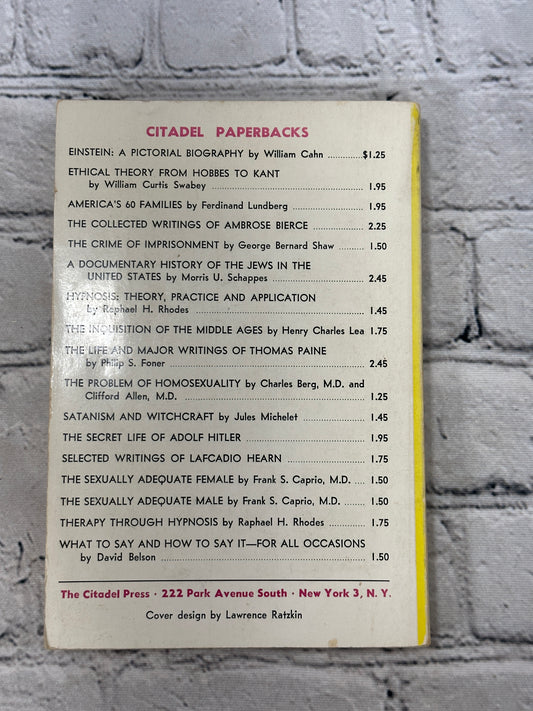 CITADEL PAPERBACKS
EINSTEIN: A PICTORIAL BIOGRAPHY by William Cahn ............$1.25
ETHICAL THEORY FROM HOBBES TO KANT
by William Curtis Swabey ........................................................ 1.95
AMERICA'S 60 FAMILIES by Ferdinand Lundberg ................... 1.95
THE COLLECTED WRITINGS OF AMBROSE BIERCE ............... 2.25
THE CRIME OF IMPRISONMENT by George Bernard Shaw ........ 1.50
A DOCUMENTARY HISTORY OF THE JEWS IN THE
UNITED STATES by Morris U. Schappes ................................ 2.45
HYPNOSIS: THEORY, PRACTICE AND APPLICATION
by Raphael H. Rhodes ............................................................ 1.45
THE INQUISITION OF THE MIDDLE AGES by Henry Charles Lea 1.75
THE LIFE AND MAJOR WRITINGS OF THOMAS PAINE
by Philip S. Foner ................................................................... 2.45
THE PROBLEM OF HOMOSEXUALITY by Charles Berg, M.D. and
Clifford Allen, M.D. ................................................................ 1.25
SATANISM AND WITCHCRAFT by Jules Michelet .................... 1.45
THE SECRET LIFE OF ADOLF HITLER ....................................... 1.95
SELECTED WRITINGS OF LAFCADIO HEARN ............................ 1.75
THE SEXUALLY ADEQUATE FEMALE by Frank S. Caprio, M.D. .... 1.50
THE SEXUALLY ADEQUATE MALE by Frank S. Caprio, M.D. ....... 1.50
THERAPY THROUGH HYPNOSIS by Raphael H. Rhodes ............ 1.75
WHAT TO SAY AND HOW TO SAY IT—FOR ALL OCCASIONS
by David Belson ...................................................................... 1.50
The Citadel Press · 222 Park Avenue South · New York 3, N. Y.
Cover design by Lawrence Ratzkin